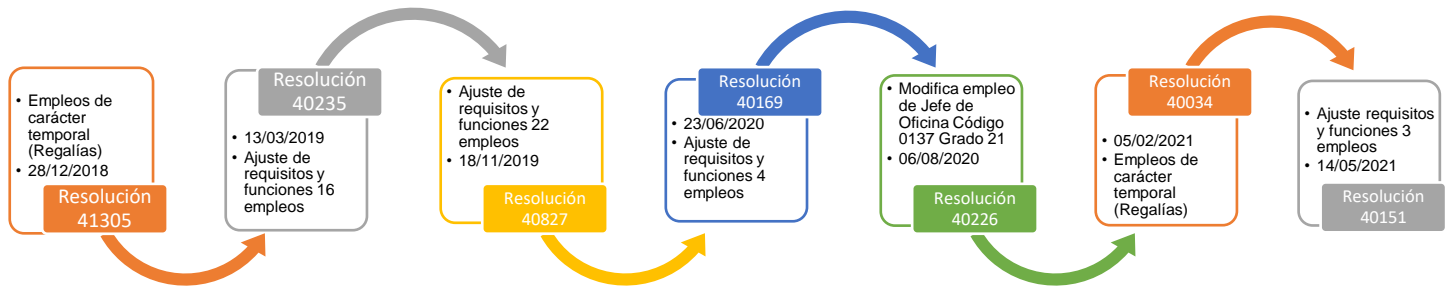 • Empleos de
carácter
temporal
(Regalías)
• 28/12/2018
Resolución
41305
Resolución
40235
• 13/03/2019
• Ajuste de
requisitos y
funciones 16
empleos
• Ajuste de
requisitos y
funciones 22
empleos
• 18/11/2019
Resolución
40827
Resolución
40169
• 23/06/2020
• Ajuste de
requisitos y
funciones 4
empleos
• Modifica empleo
de Jefe de
Oficina Código
0137 Grado 21
• 06/08/2020
Resolución
40226
Resolución
40034
• 05/02/2021
• Empleos de
carácter
temporal
(Regalías)
• Ajuste requisitos
y funciones 3
empleos
• 14/05/2021
Resolución
40151